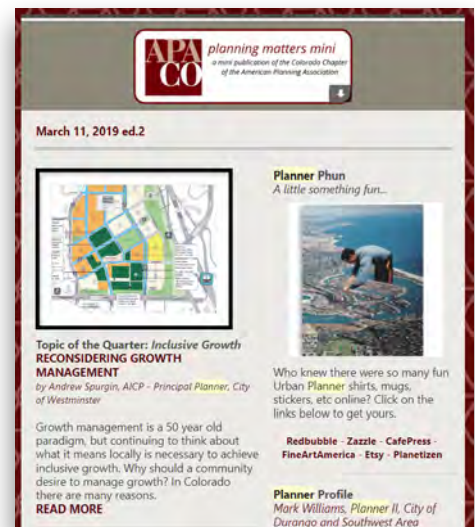 APA
CO
planning matters mini
a mini publication of the Colorado Chapter
of the American Planning Association
March 11, 2019 ed.2
Topic of the Quarter: Inclusive Growth
RECONSIDERING GROWTH
MANAGEMENT
by Andrew Spurgin, AICP - Principal Planner, City
of Westminster
Growth management is a 50 year old
paradigm, but continuing to think about
what it means locally is necessary to achieve
inclusive growth. Why should a community
desire to manage growth? In Colorado
there are many reasons.
READ MORE
Planner Phun
A little something fun...
Who knew there were so many fun
Urban Planner shirts, mugs,
stickers, etc online? Click on the
links below to get yours.
Redbubble - Zazzle - CafePress -
FineArtAmerica - Etsy - Planetizen
Planner Profile
Mark Williams, Planner II, City of
Durango and Southwest Area